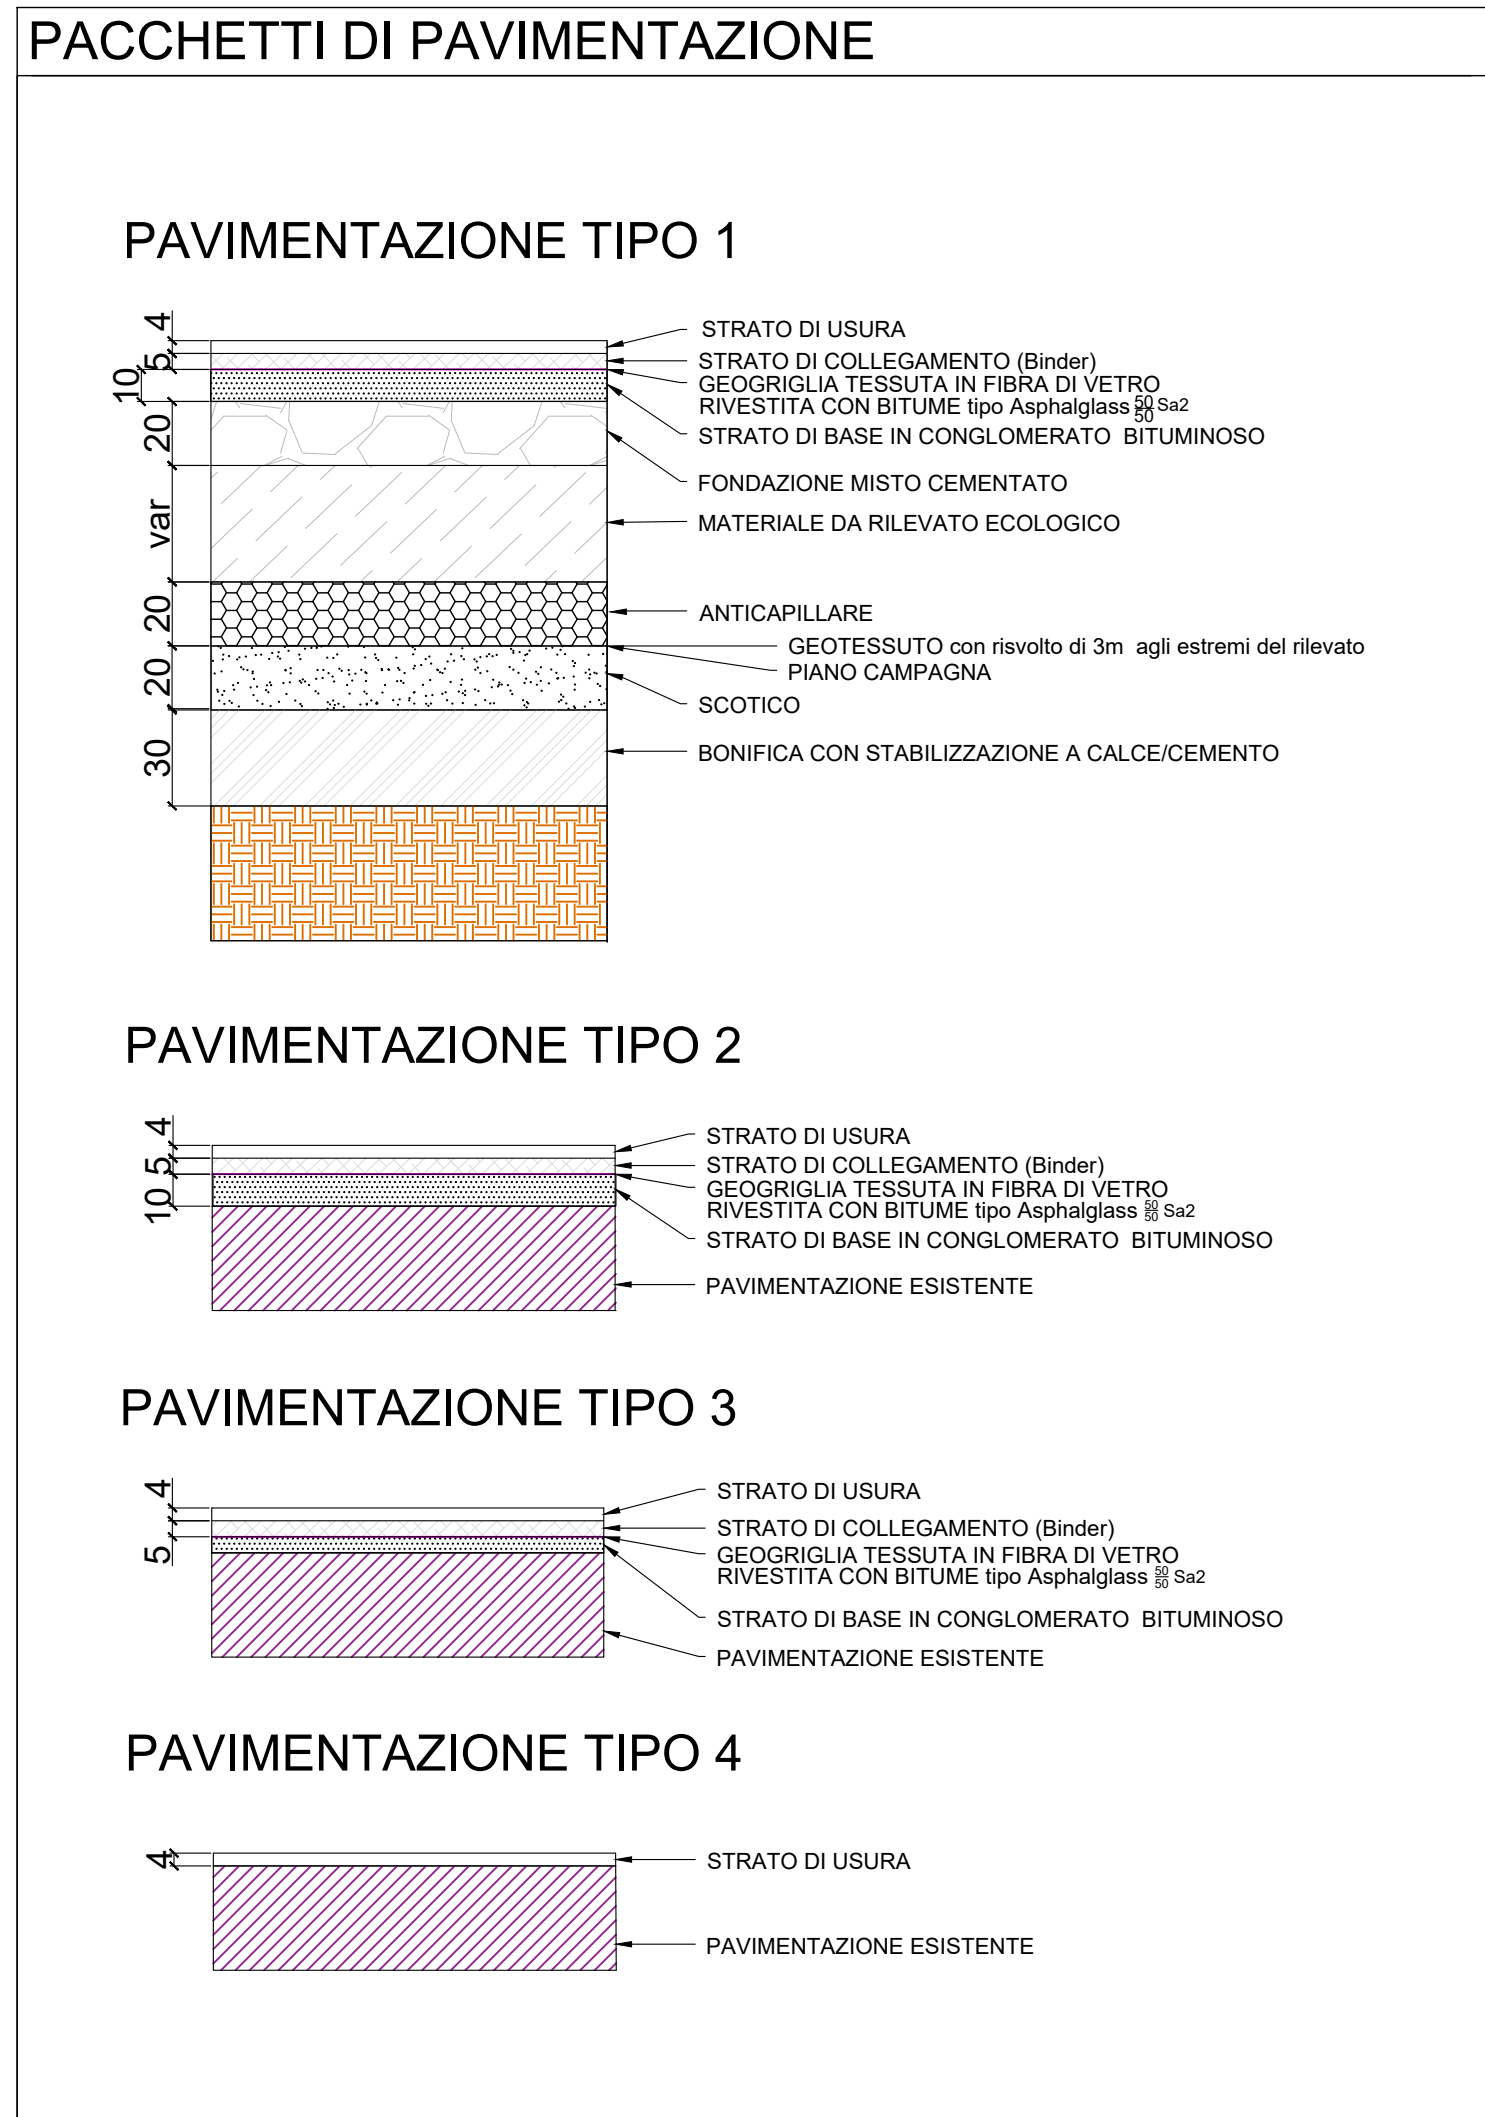 PACCHETTI DI PAVIMENTAZIONE
PAVIMENTAZIONE TIPO 1
4
5
10
20
var
20
20
30
STRATO DI USURA
STRATO DI COLLEGAMENTO (Binder)
GEOGRIGLIA TESSUTA IN FIBRA DI VETRO
RIVESTITA CON BITUME tipo Asphalglass 50/50 Sa2
STRATO DI BASE IN CONGLOMERATO BITUMINOSO
FONDAZIONE MISTO CEMENTATO
MATERIALE DA RILEVATO ECOLOGICO
ANTICAPILLARE
GEOTESSUTO con risvolto di 3m agli estremi del rilevato
PIANO CAMPAGNA
SCOTICO
BONIFICA CON STABILIZZAZIONE A CALCE/CEMENTO
PAVIMENTAZIONE TIPO 2
4
5
10
STRATO DI USURA
STRATO DI COLLEGAMENTO (Binder)
GEOGRIGLIA TESSUTA IN FIBRA DI VETRO
RIVESTITA CON BITUME tipo Asphalglass 50/50 Sa2
STRATO DI BASE IN CONGLOMERATO BITUMINOSO
PAVIMENTAZIONE ESISTENTE
PAVIMENTAZIONE TIPO 3
4
5
STRATO DI USURA
STRATO DI COLLEGAMENTO (Binder)
GEOGRIGLIA TESSUTA IN FIBRA DI VETRO
RIVESTITA CON BITUME tipo Asphalglass 50/50 Sa2
STRATO DI BASE IN CONGLOMERATO BITUMINOSO
PAVIMENTAZIONE ESISTENTE
PAVIMENTAZIONE TIPO 4
4
STRATO DI USURA
PAVIMENTAZIONE ESISTENTE